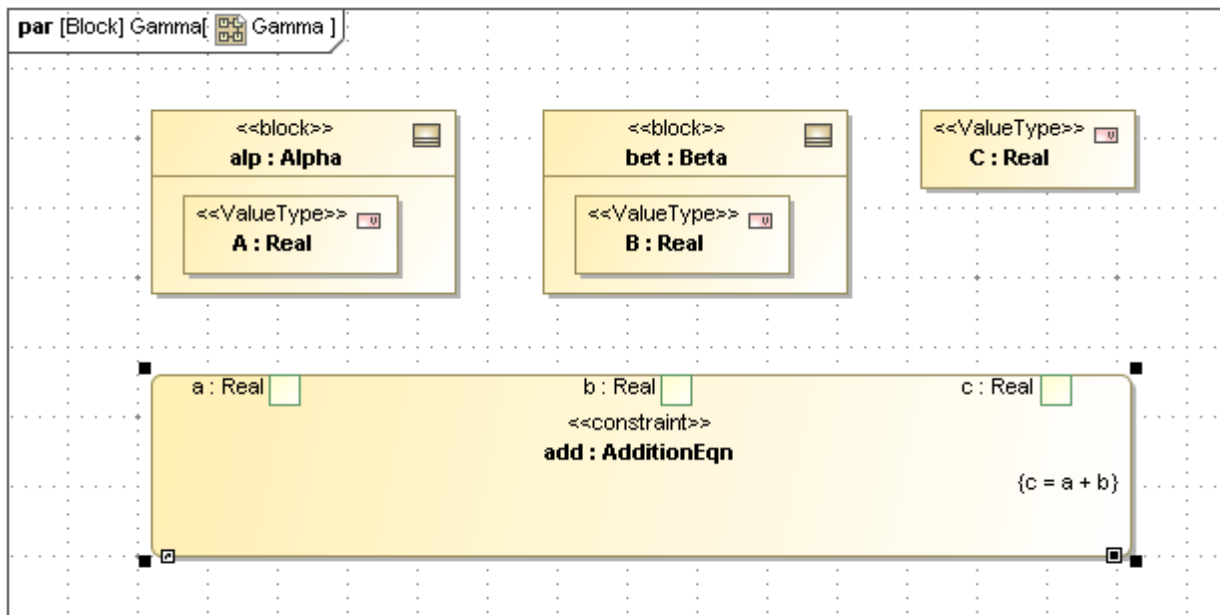 par [Block] Gamma[ Gamma ]
<<block>>
alp : Alpha
<<ValueType>>
A : Real
<<block>>
bet : Beta
<<ValueType>>
B : Real
<<ValueType>>
C : Real
a : Real
b : Real
c : Real
<<constraint>>
add : AdditionEqn
{c = a + b}